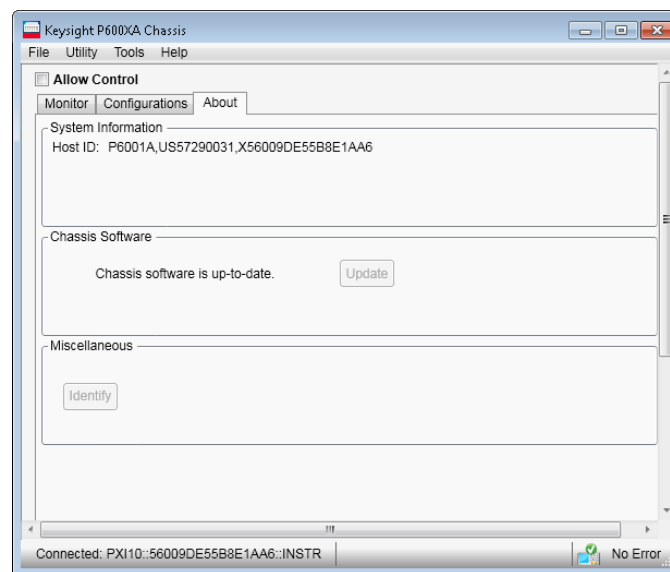 Keysight P600XA Chassis
File Utility Tools Help
Allow Control
Monitor Configurations About
System Information
Host ID: P6001A,US57290031,X56009DE55B8E1AA6
Chassis Software
Chassis software is up-to-date. Update
Miscellaneous
Identify
Connected: PXI10::56009DE55B8E1AA6::INSTR No Error